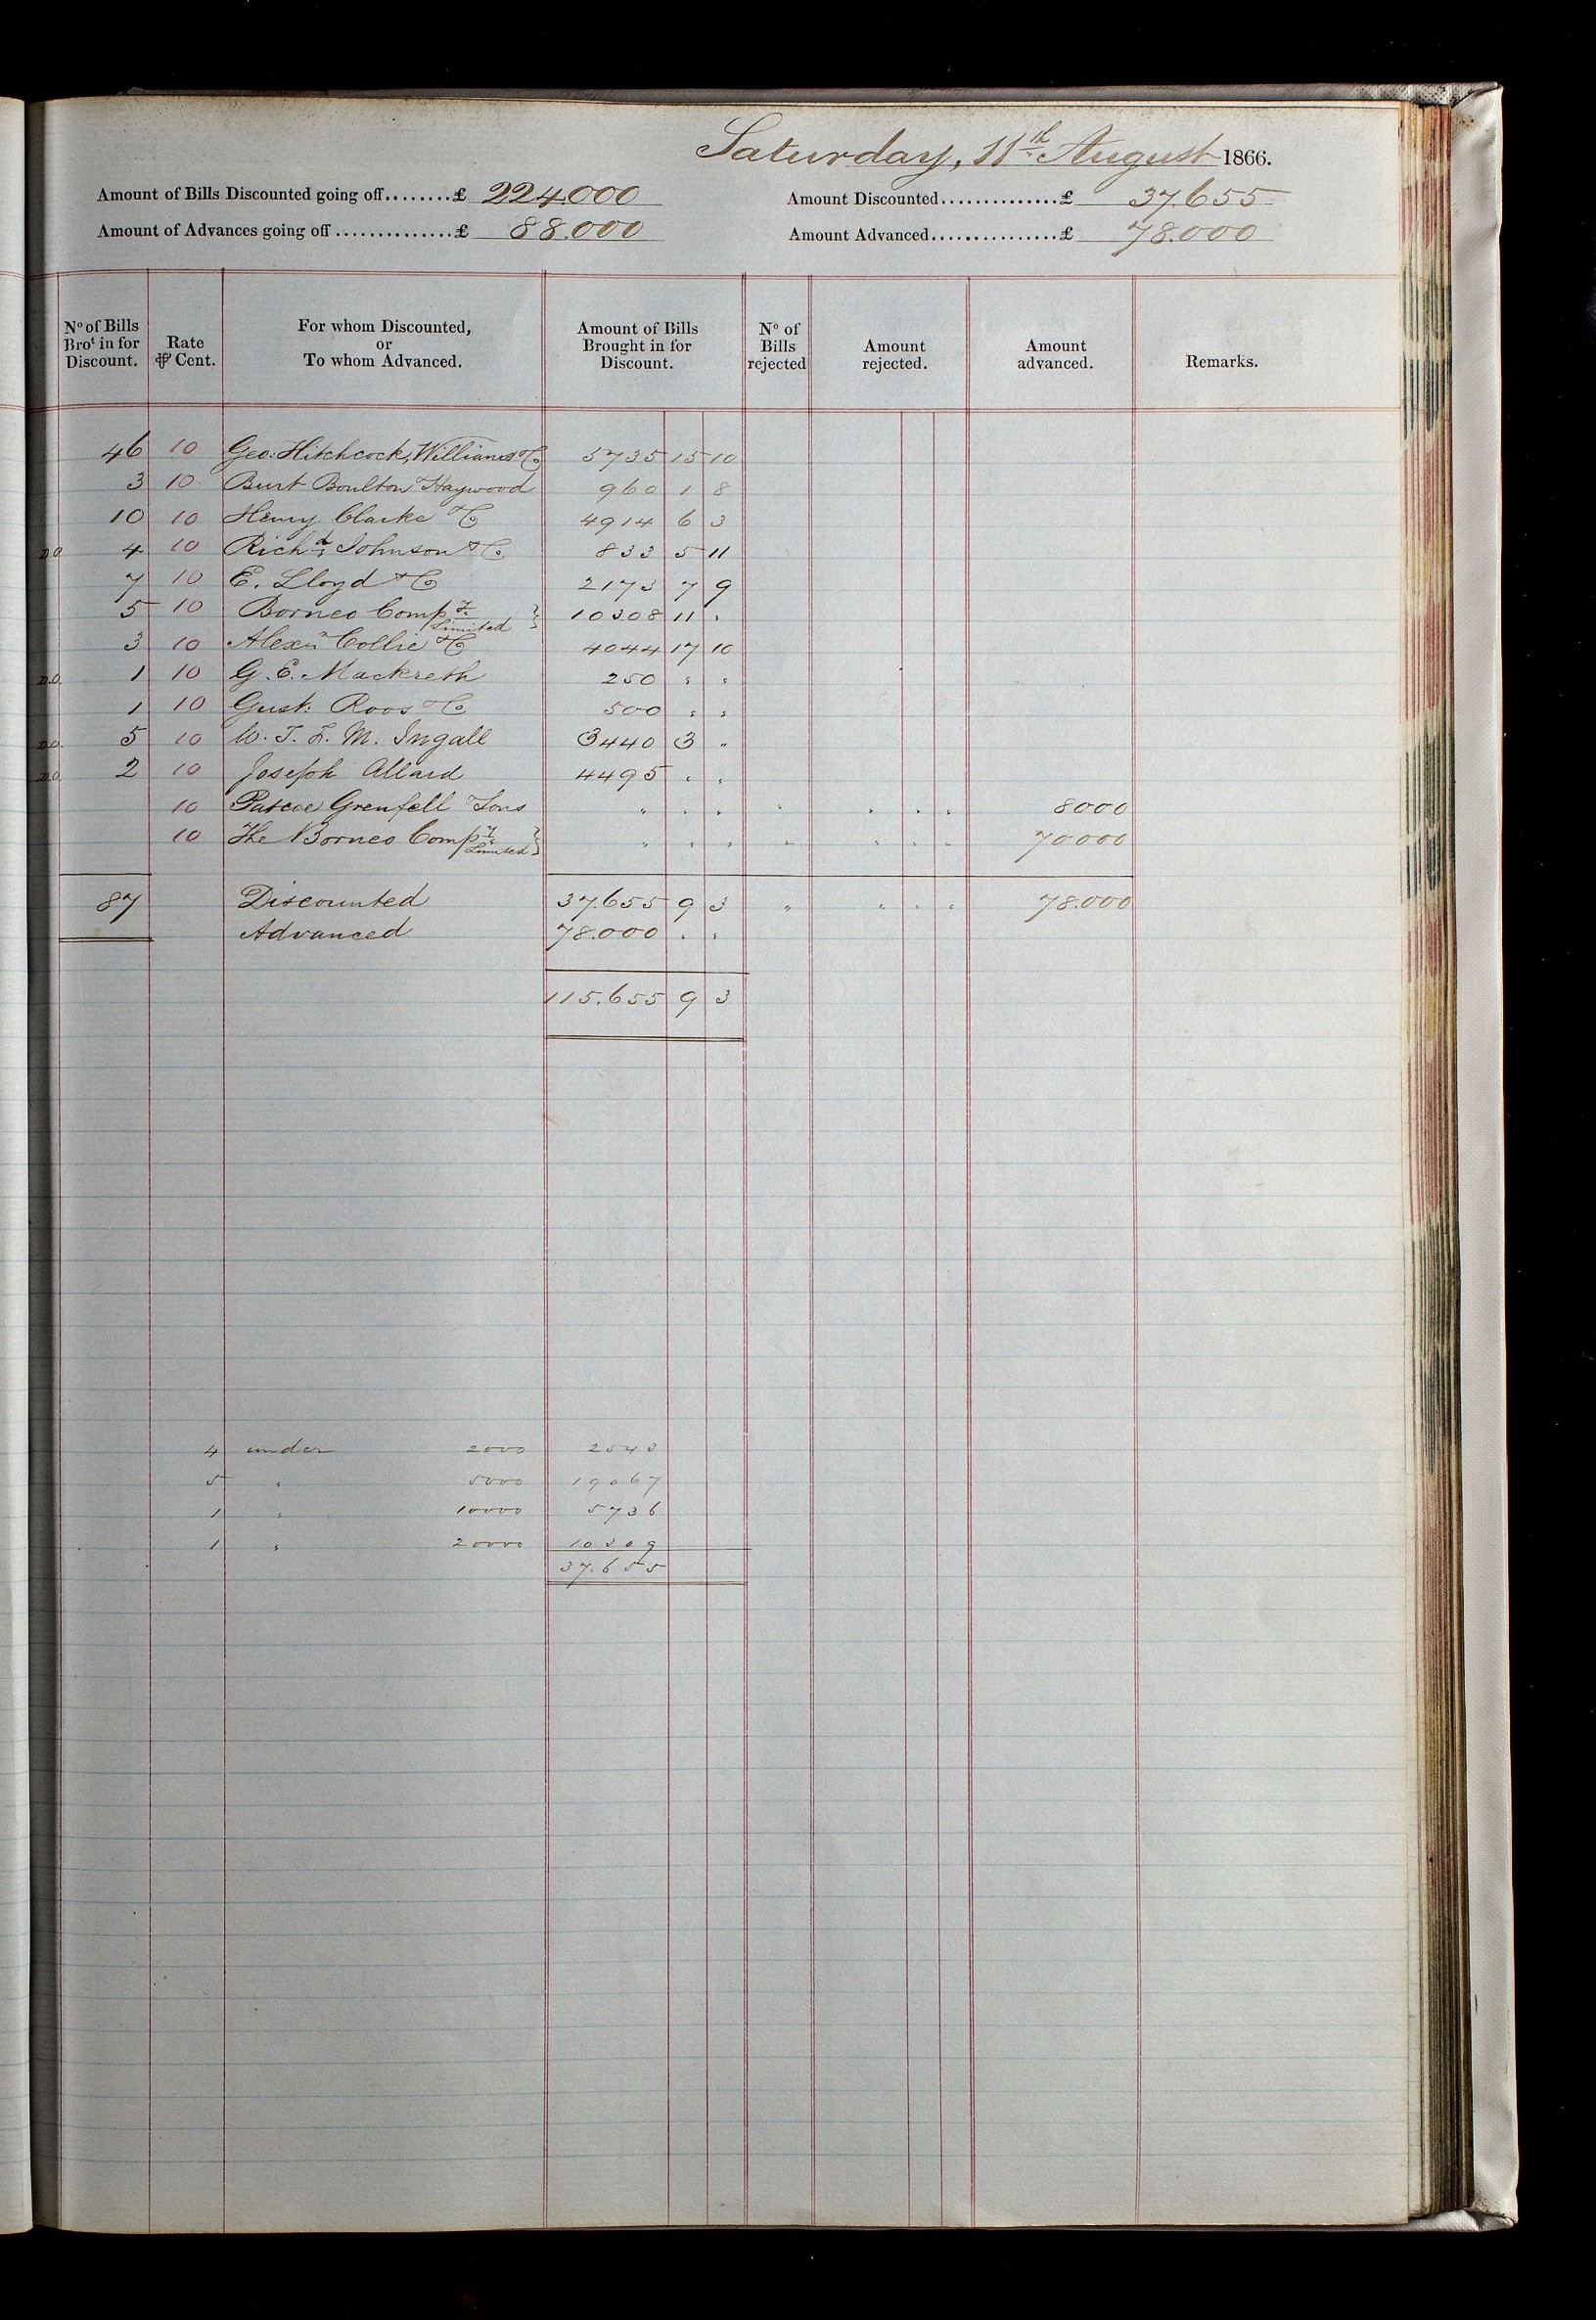 Saturday, 11th August 1866.
Amount of Bills Discounted going off........£ 224.000 Amount Discounted..............£ 37.655
Amount of Advances going off..............£ 88.000 Amount Advanced................£ 78.000
No of Bills Brot in for Discount. Rate ⅌ Cent. For whom Discounted, or To whom Advanced. Amount of Bills Brought in for Discount. No of Bills rejected Amount rejected. Amount advanced. Remarks.
46 10 Geo: Hitchcock, Williams & Co 5735 15 10
3 10 Burt Boulton & Haywood 960 1 8
10 10 Henry Clarke & Co 4914 6 3
D.O. 4 10 Richd Johnson & Co 833 5 11
7 10 E. Lloyd & Co 2173 7 9
5 10 Borneo Compy Limited } 10308 11 "
3 10 Alexr Collie & Co 4044 17 10
D.O. 1 10 G. E. Mackreth 250 " "
1 10 Gust: Roos & Co 500 " "
D.O. 5 10 W. T. & M. Ingall 3440 3 "
D.O. 2 10 Joseph Allard 4495 " "
10 Pascoe Grenfell & Sons " " " " " " " 8000
10 The Borneo Compy Limited } " " " " " " " 70000
87 Discounted 37.655 9 3 " " " " 78.000
Advanced 78.000 " "
115.655 9 3
4 under 2000 2543
5 " 5000 19067
1 " 10000 5736
1 " 20000 10309
37.655